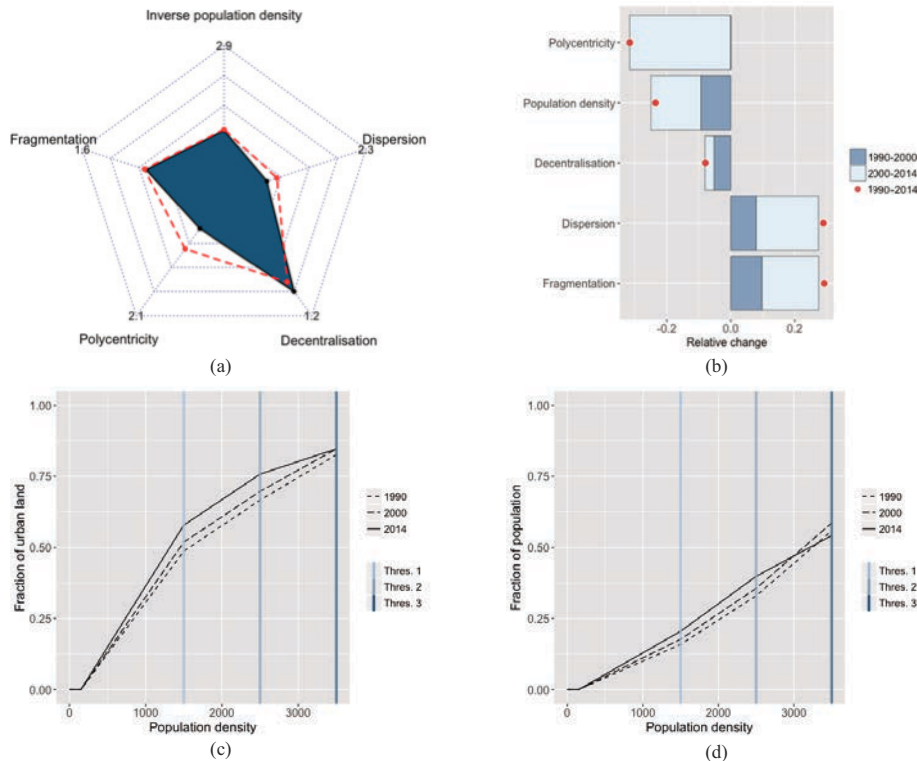 Inverse population density
2.9
Fragmentation
1.6
Dispersion
2.3
Polycentricity
2.1
Decentralisation
1.2
(a)
Polycentricity
Population density
Decentralisation
Dispersion
Fragmentation
-0.2
0.0
0.2
Relative change
1990-2000
2000-2014
1990-2014
(b)
1.00
0.75
0.50
0.25
0.00
Fraction of urban land
0
1000
2000
3000
Population density
1990
2000
2014
Thres. 1
Thres. 2
Thres. 3
(c)
1.00
0.75
0.50
0.25
0.00
Fraction of population
0
1000
2000
3000
Population density
1990
2000
2014
Thres. 1
Thres. 2
Thres. 3
(d)